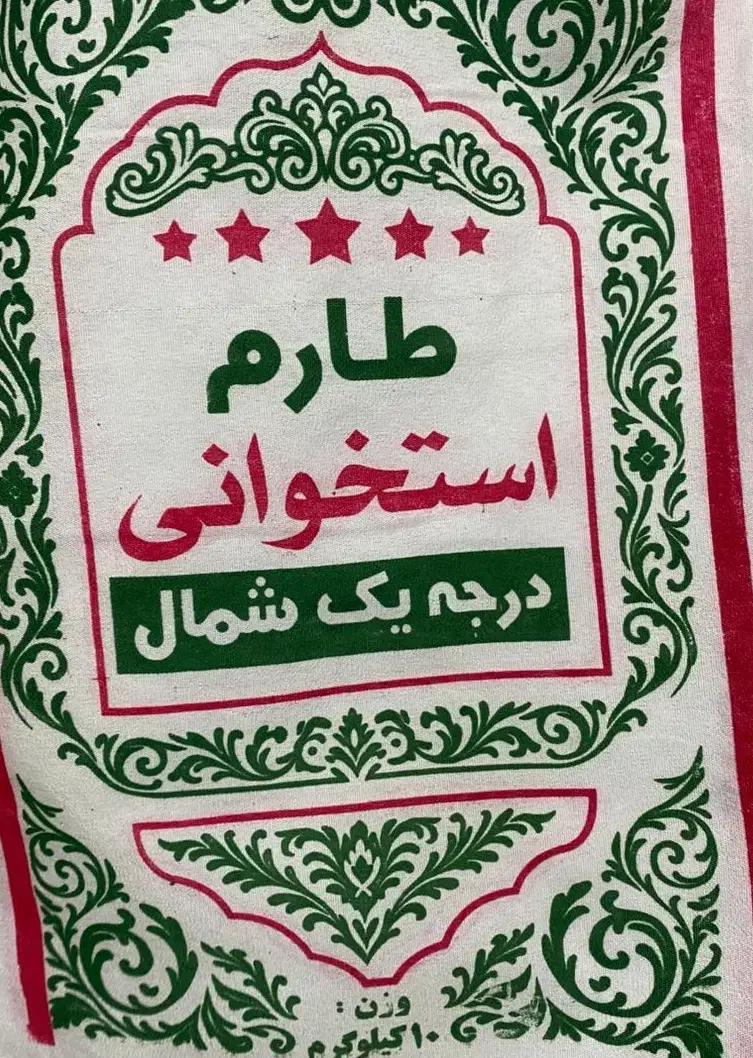 طارم
استخوانی
درجه یک شمال
وزن :
۱۰ کیلوگرم